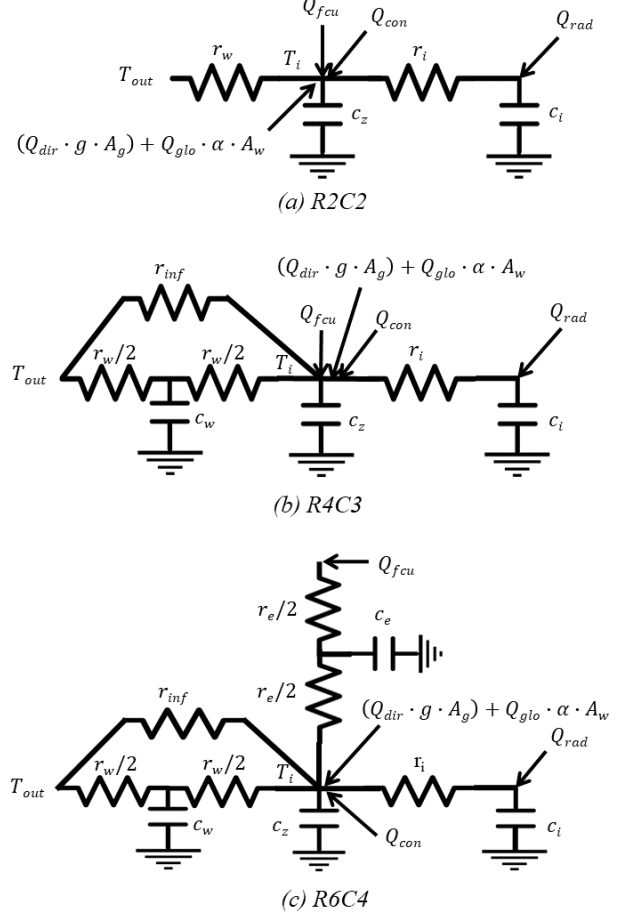 Q_fcu
Q_con
Q_rad
r_w
T_i
r_i
T_out
c_z
c_i
(Q_dir · g · A_g) + Q_glo · α · A_w
(a) R2C2
(Q_dir · g · A_g) + Q_glo · α · A_w
r_inf
Q_fcu
Q_con
Q_rad
r_w/2
r_w/2
T_i
r_i
T_out
c_w
c_z
c_i
(b) R4C3
Q_fcu
r_e/2
c_e
r_e/2
r_inf
(Q_dir · g · A_g) + Q_glo · α · A_w
Q_rad
r_w/2
r_w/2
T_i
r_i
T_out
c_w
c_z
Q_con
c_i
(c) R6C4